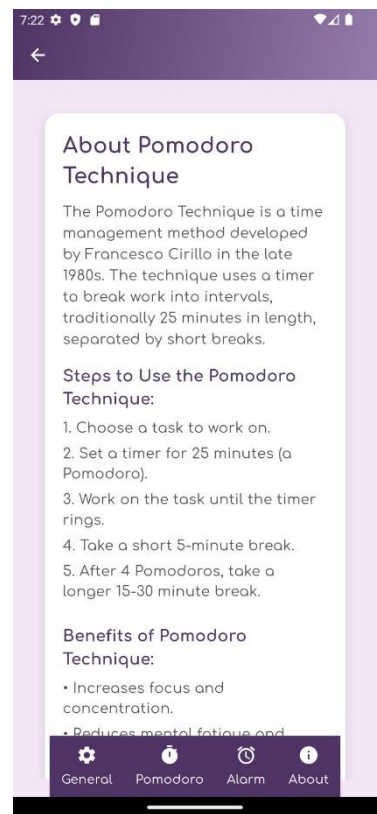 7:22
About Pomodoro
Technique
The Pomodoro Technique is a time
management method developed
by Francesco Cirillo in the late
1980s. The technique uses a timer
to break work into intervals,
traditionally 25 minutes in length,
separated by short breaks.
Steps to Use the Pomodoro
Technique:
1. Choose a task to work on.
2. Set a timer for 25 minutes (a
Pomodoro).
3. Work on the task until the timer
rings.
4. Take a short 5-minute break.
5. After 4 Pomodoros, take a
longer 15-30 minute break.
Benefits of Pomodoro
Technique:
• Increases focus and
concentration.
• Reduces mental fatigue and
General Pomodoro Alarm About